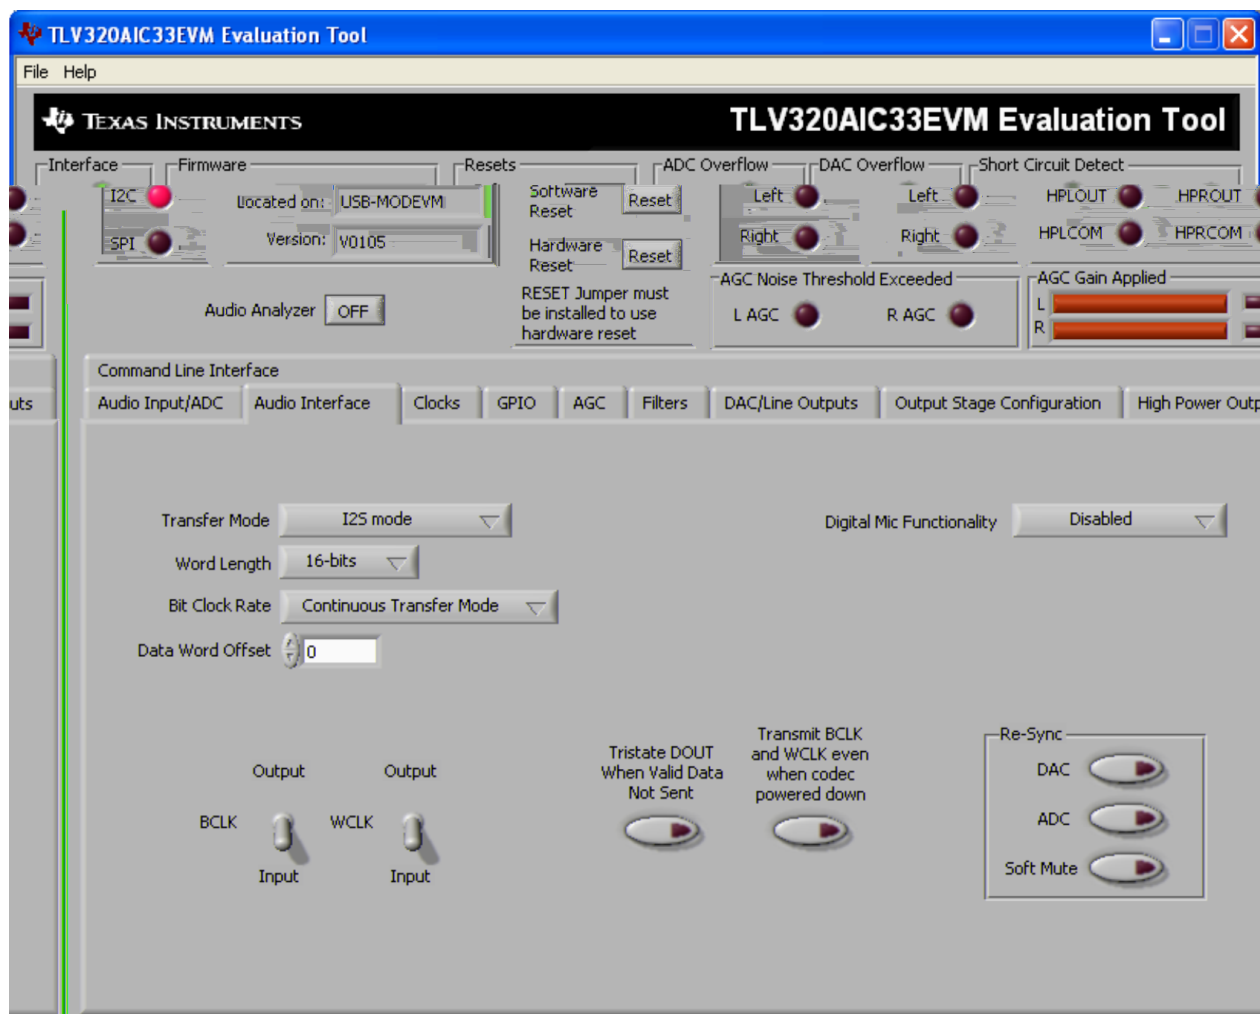 TLV320AIC33EVM Evaluation Tool
File Help
TEXAS INSTRUMENTS TLV320AIC33EVM Evaluation Tool
Interface Firmware Resets ADC Overflow DAC Overflow Short Circuit Detect
I2C Located on: USB-MODEVM Software Reset Reset Left Left HPLOUT HPROUT
SPI Version: V0105 Hardware Reset Reset Right Right HPLCOM HPRCOM
RESET Jumper must
be installed to use
hardware reset
Audio Analyzer OFF
AGC Noise Threshold Exceeded
L AGC R AGC
AGC Gain Applied
L
R
Command Line Interface
uts Audio Input/ADC Audio Interface Clocks GPIO AGC Filters DAC/Line Outputs Output Stage Configuration High Power Outp
Transfer Mode I2S mode Digital Mic Functionality Disabled
Word Length 16-bits
Bit Clock Rate Continuous Transfer Mode
Data Word Offset 0
Output Output
BCLK WCLK
Input Input
Tristate DOUT
When Valid Data
Not Sent
Transmit BCLK
and WCLK even
when codec
powered down
Re-Sync
DAC
ADC
Soft Mute